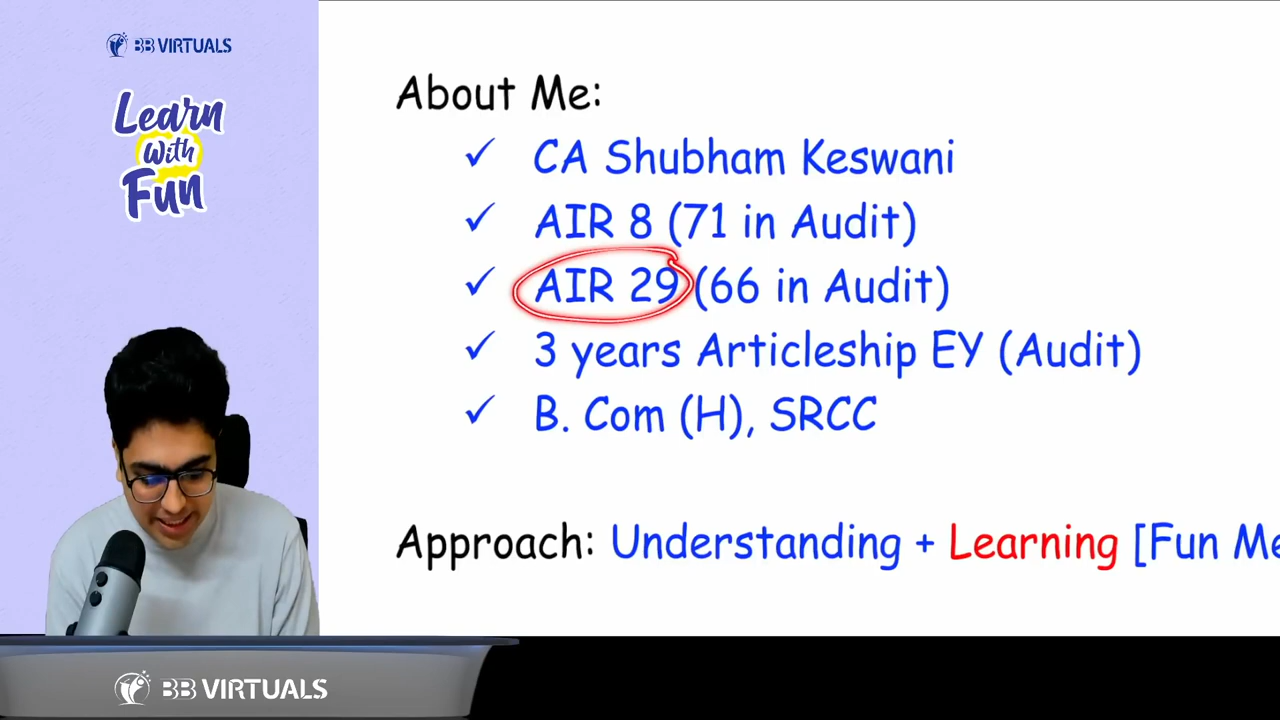 BB VIRTUALS
Learn
With
Fun
About Me:
✓ CA Shubham Keswani
✓ AIR 8 (71 in Audit)
✓ AIR 29 (66 in Audit)
✓ 3 years Articleship EY (Audit)
✓ B. Com (H), SRCC
Approach: Understanding + Learning [Fun Me
BB VIRTUALS